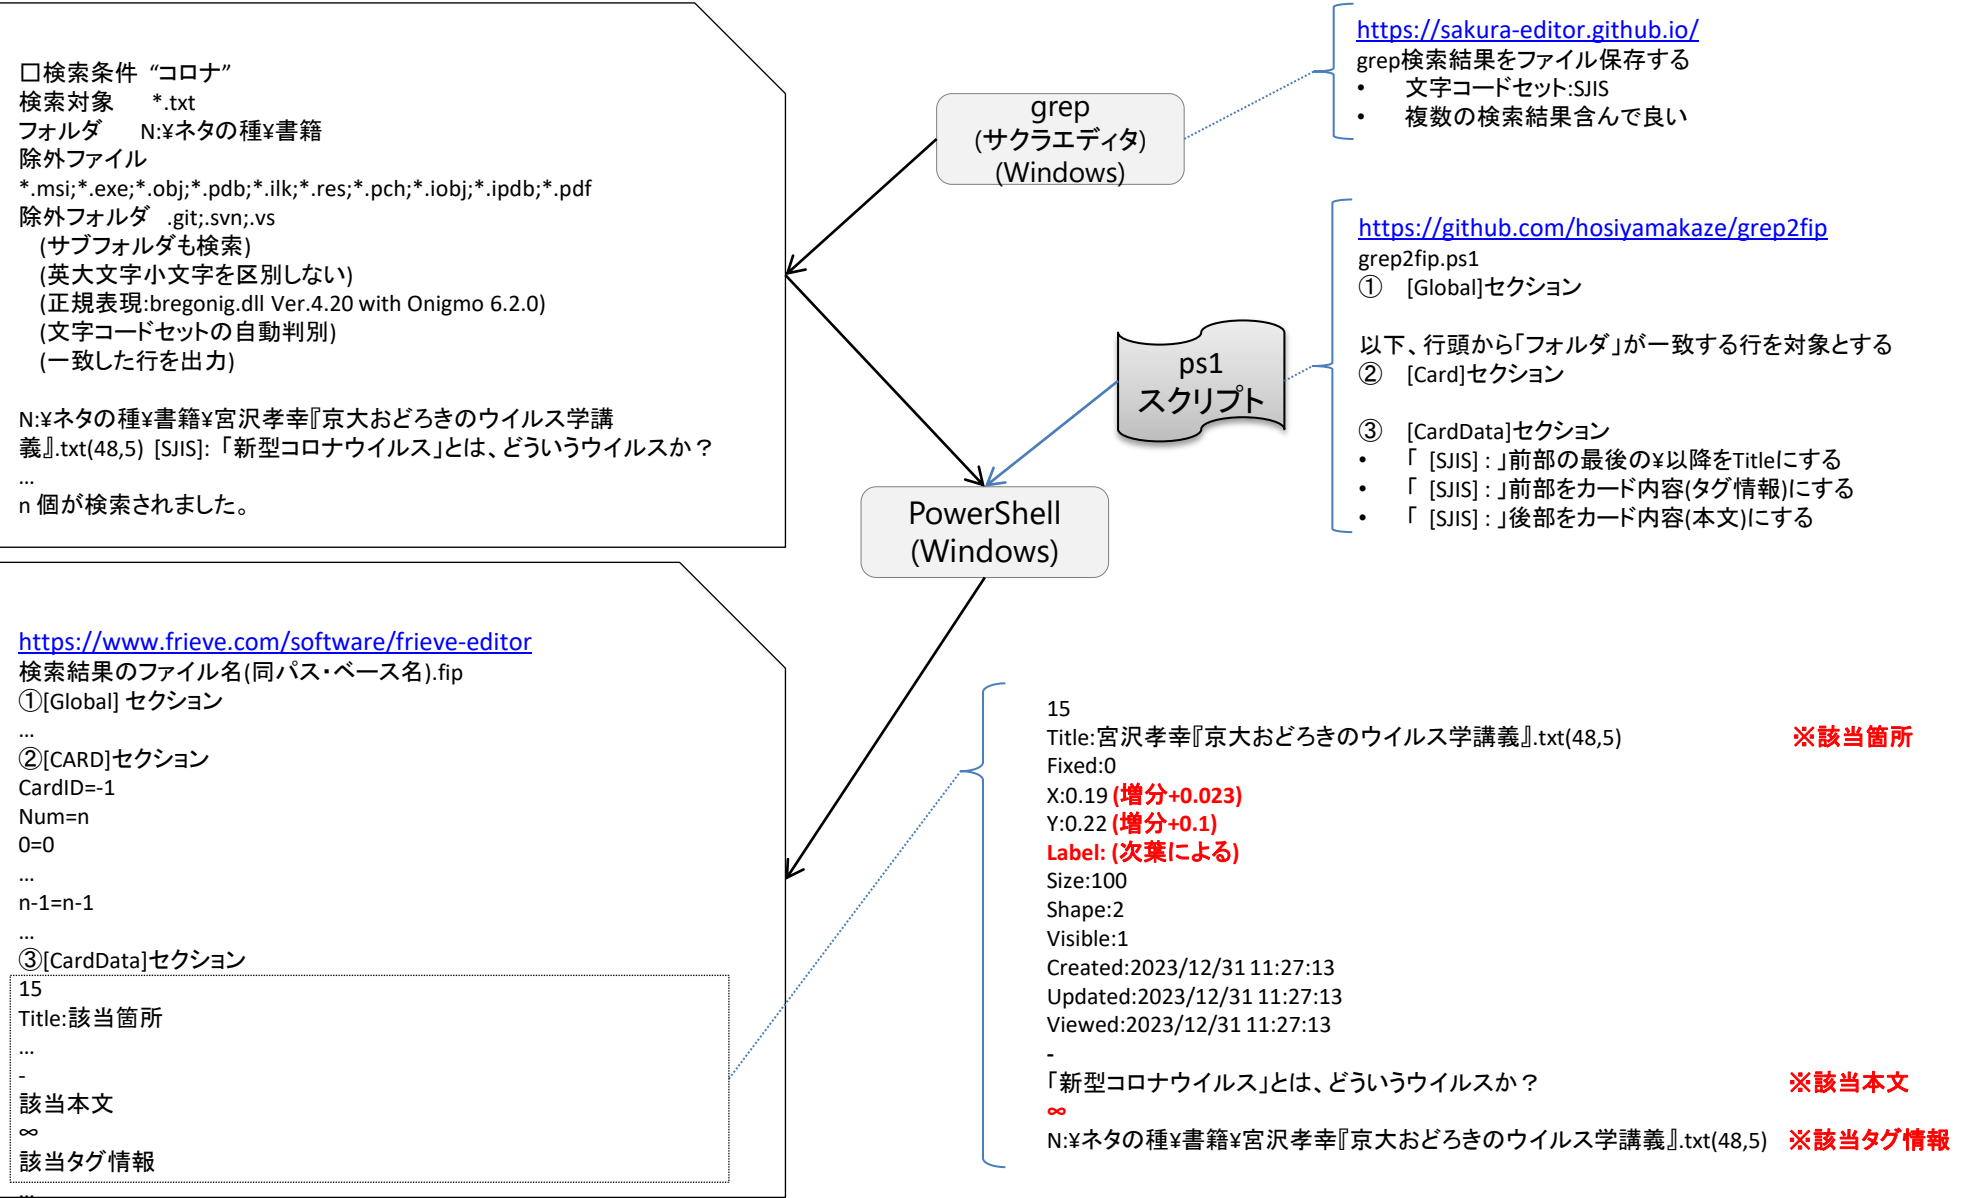 □検索条件 “コロナ”
検索対象 *.txt
フォルダ N:¥ネタの種¥書籍
除外ファイル
*.msi;*.exe;*.obj;*.pdb;*.ilk;*.res;*.pch;*.iobj;*.ipdb;*.pdf
除外フォルダ .git;.svn;.vs
(サブフォルダも検索)
(英大文字小文字を区別しない)
(正規表現:bregonig.dll Ver.4.20 with Onigmo 6.2.0)
(文字コードセットの自動判別)
(一致した行を出力)
N:¥ネタの種¥書籍¥宮沢孝幸『京大おどろきのウイルス学講
義』.txt(48,5) [SJIS]: 「新型コロナウイルス」とは、どういうウイルスか？
…
n 個が検索されました。
grep
(サクラエディタ)
(Windows)
https://sakura-editor.github.io/
grep検索結果をファイル保存する
• 文字コードセット:SJIS
• 複数の検索結果含んで良い
https://github.com/hosiyamakaze/grep2fip
grep2fip.ps1
① [Global]セクション
以下、行頭から「フォルダ」が一致する行を対象とする
② [Card]セクション
③ [CardData]セクション
• 「 [SJIS] : 」前部の最後の¥以降をTitleにする
• 「 [SJIS] : 」前部をカード内容(タグ情報)にする
• 「 [SJIS] : 」後部をカード内容(本文)にする
ps1
スクリプト
PowerShell
(Windows)
https://www.frieve.com/software/frieve-editor
検索結果のファイル名(同パス・ベース名).fip
①[Global] セクション
…
②[CARD]セクション
CardID=-1
Num=n
0=0
…
n-1=n-1
…
③[CardData]セクション
15
Title:該当箇所
…
-
該当本文
∞
該当タグ情報
…
15
Title:宮沢孝幸『京大おどろきのウイルス学講義』.txt(48,5) ※該当箇所
Fixed:0
X:0.19 (増分+0.023)
Y:0.22 (増分+0.1)
Label: (次葉による)
Size:100
Shape:2
Visible:1
Created:2023/12/31 11:27:13
Updated:2023/12/31 11:27:13
Viewed:2023/12/31 11:27:13
-
「新型コロナウイルス」とは、どういうウイルスか？ ※該当本文
∞
N:¥ネタの種¥書籍¥宮沢孝幸『京大おどろきのウイルス学講義』.txt(48,5) ※該当タグ情報